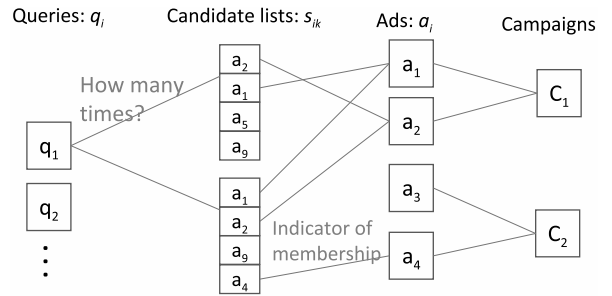 Queries: qi
Candidate lists: sik
Ads: ai
Campaigns
How many
times?
q1
q2
a2
a1
a5
a9
a1
a2
a9
a4
Indicator of
membership
a1
a2
a3
a4
C1
C2